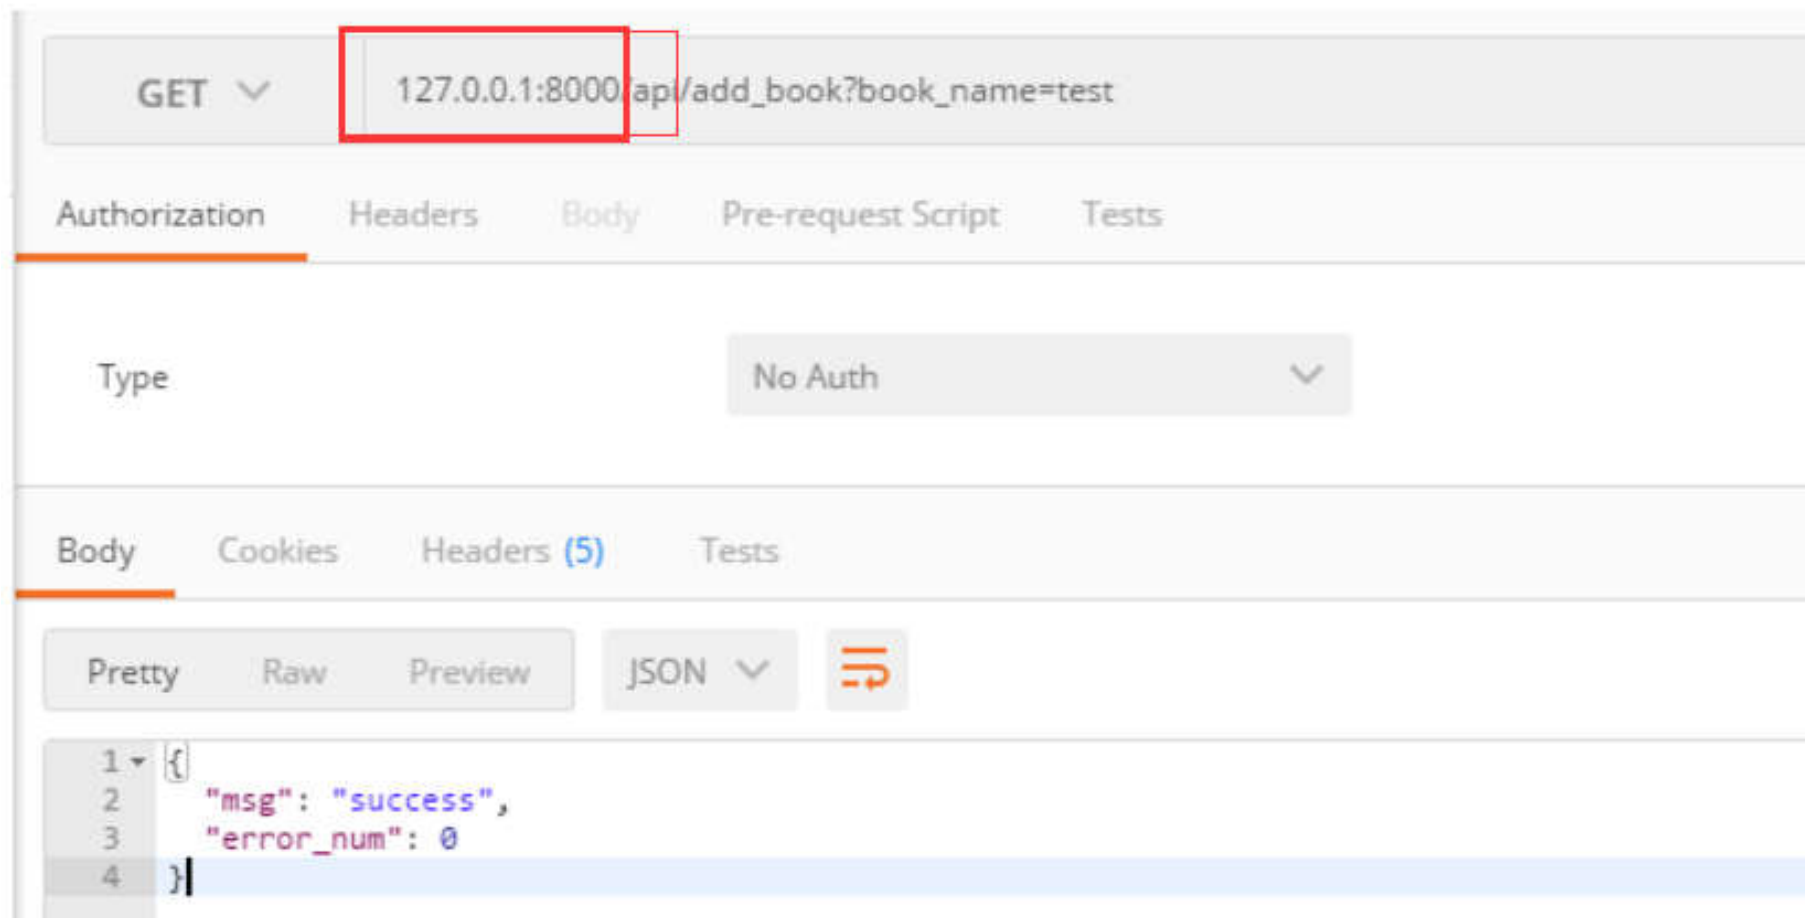 GET 127.0.0.1:8000/api/add_book?book_name=test
Authorization Headers Body Pre-request Script Tests
Type No Auth
Body Cookies Headers (5) Tests
Pretty Raw Preview JSON
1 {
2 "msg": "success",
3 "error_num": 0
4 }